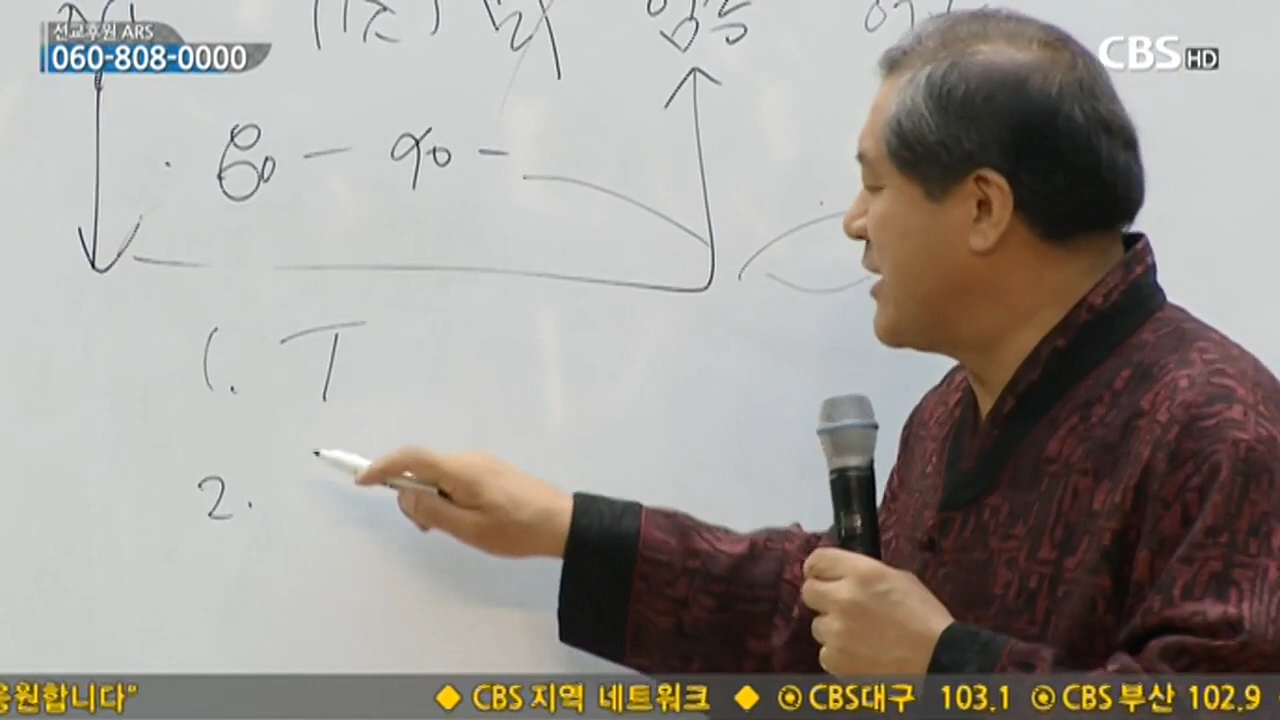 선교후원 ARS
060-808-0000
CBS HD
80 - 90 -
1. T
2.
응원합니다"
◆ CBS 지역 네트워크 ◆ ⦿CBS대구 103.1 ⦿CBS부산 102.9